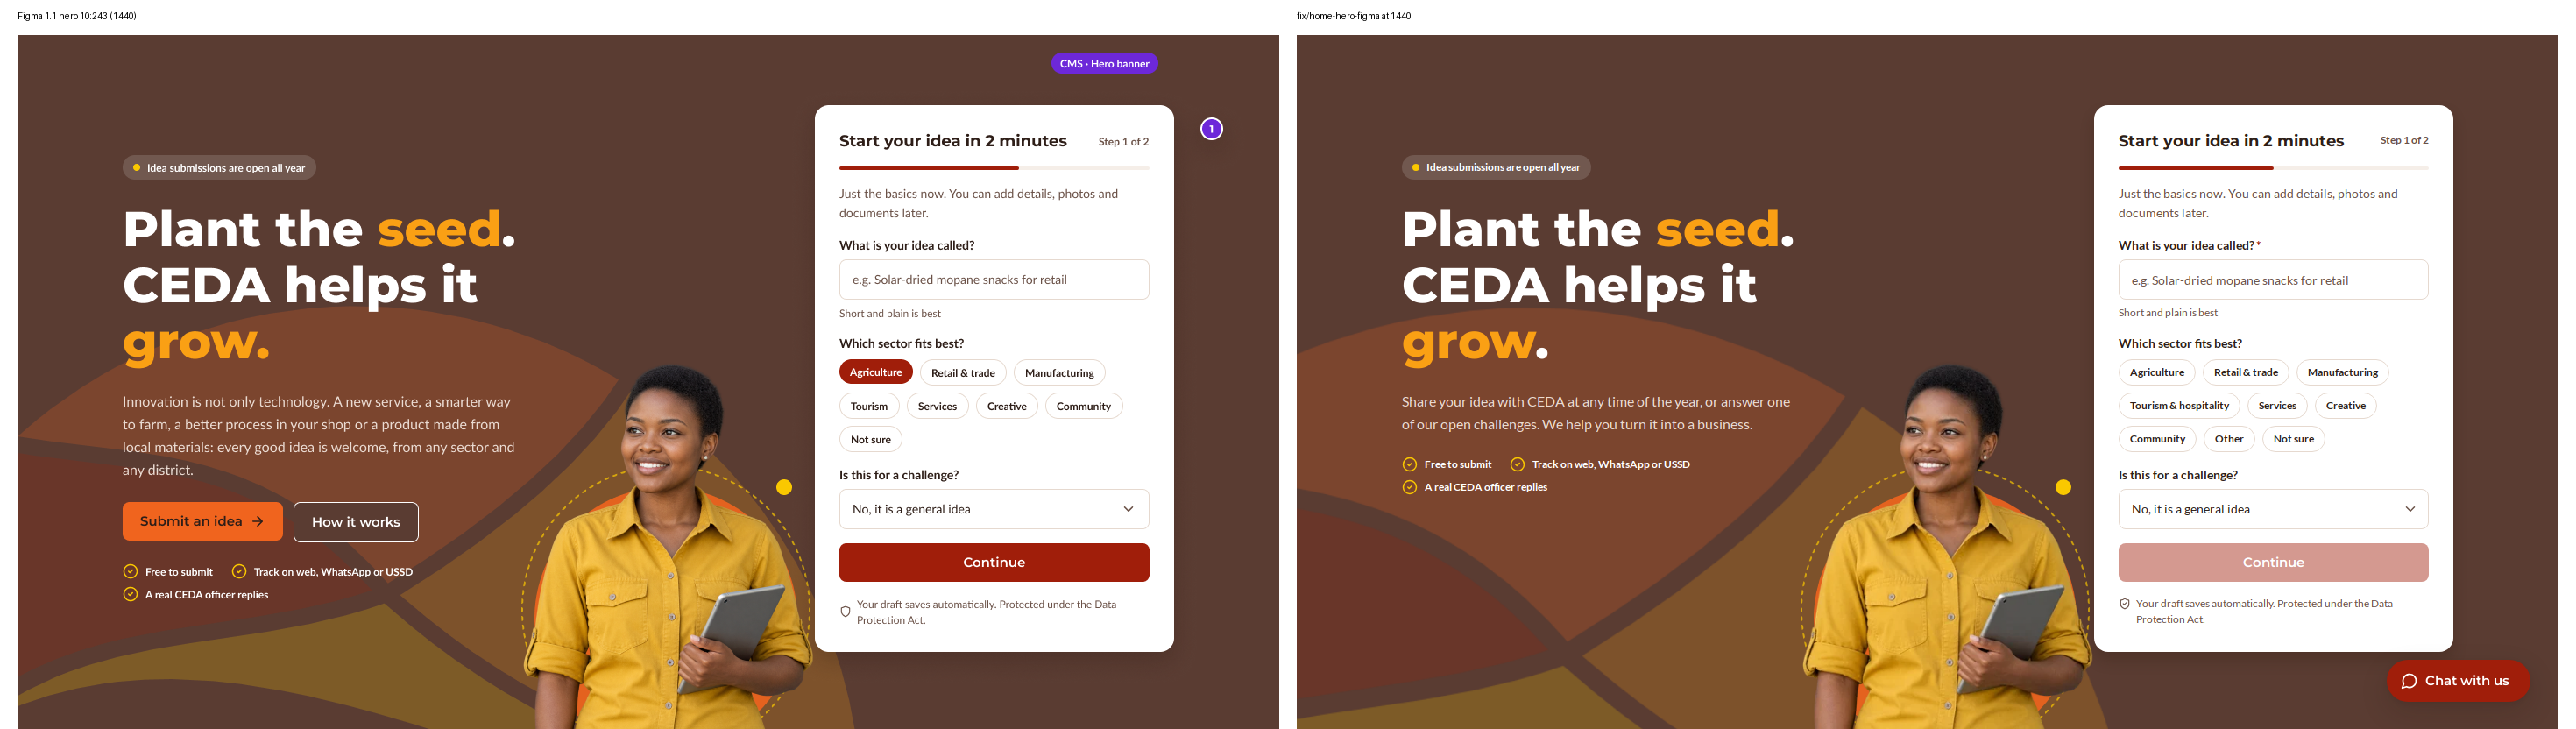 Figma 1.1 hero 10:243 (1440)
CMS · Hero banner
1
Idea submissions are open all year
Plant the seed.
CEDA helps it
grow.
Innovation is not only technology. A new service, a smarter way
to farm, a better process in your shop or a product made from
local materials: every good idea is welcome, from any sector and
any district.
Submit an idea
How it works
Free to submit
Track on web, WhatsApp or USSD
A real CEDA officer replies
Start your idea in 2 minutes
Step 1 of 2
Just the basics now. You can add details, photos and
documents later.
What is your idea called?
e.g. Solar-dried mopane snacks for retail
Short and plain is best
Which sector fits best?
Agriculture
Retail & trade
Manufacturing
Tourism
Services
Creative
Community
Not sure
Is this for a challenge?
No, it is a general idea
Continue
Your draft saves automatically. Protected under the Data
Protection Act.
fix/home-hero-figma at 1440
Idea submissions are open all year
Plant the seed.
CEDA helps it
grow.
Share your idea with CEDA at any time of the year, or answer one
of our open challenges. We help you turn it into a business.
Free to submit
Track on web, WhatsApp or USSD
A real CEDA officer replies
Start your idea in 2 minutes
Step 1 of 2
Just the basics now. You can add details, photos and
documents later.
What is your idea called? *
e.g. Solar-dried mopane snacks for retail
Short and plain is best
Which sector fits best?
Agriculture
Retail & trade
Manufacturing
Tourism & hospitality
Services
Creative
Community
Other
Not sure
Is this for a challenge?
No, it is a general idea
Continue
Your draft saves automatically. Protected under the Data
Protection Act.
Chat with us